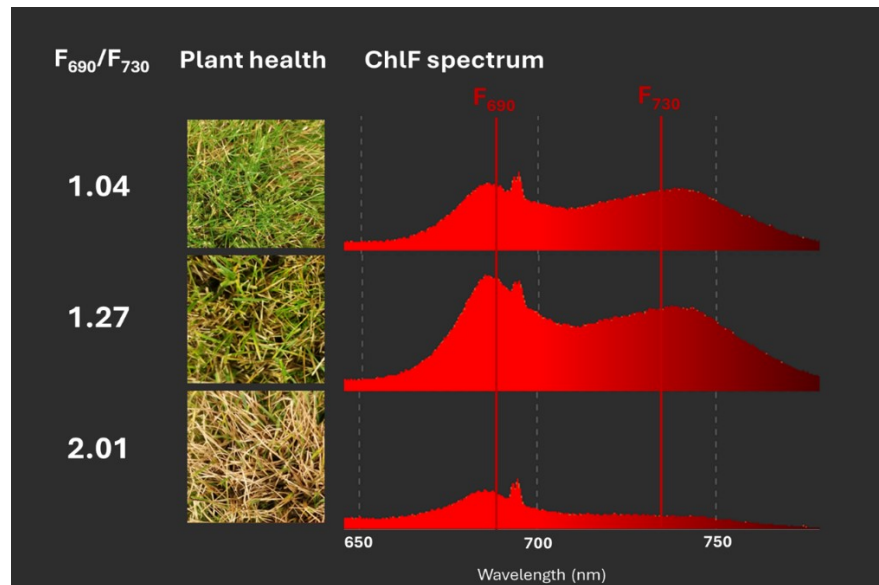 F690/F730 Plant health ChlF spectrum
F690 F730
1.04
1.27
2.01
650 700 750
Wavelength (nm)